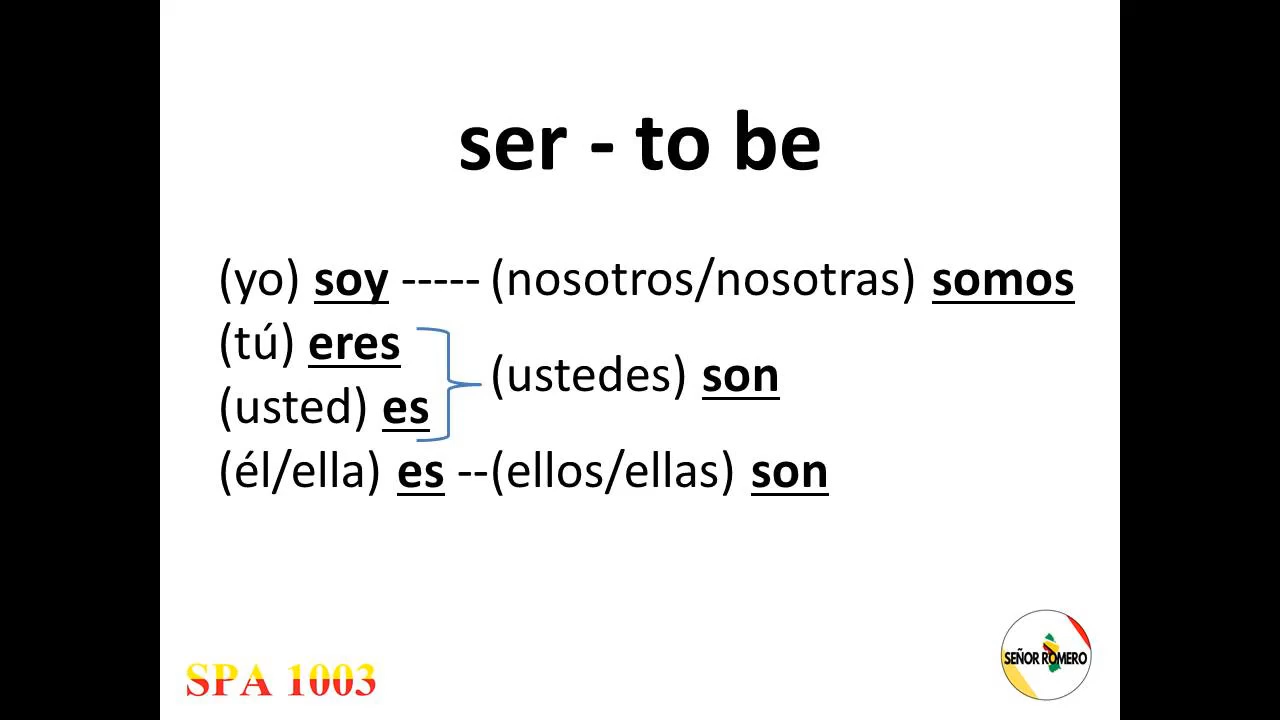 ser - to be
(yo) soy ----- (nosotros/nosotras) somos
(tú) eres
(ustedes) son
(usted) es
(él/ella) es --(ellos/ellas) son
SEÑOR ROMERO
SPA 1003